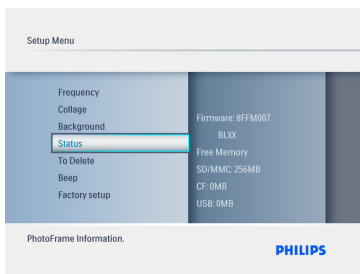 Setup Menu
Frequency
Collage
Background
Status
To Delete
Beep
Factory setup
Firmware: 8FFM007
BLXX
Free Memory
SD/MMC: 256MB
CF: 0MB
USB: 0MB
PhotoFrame Information.
PHILIPS